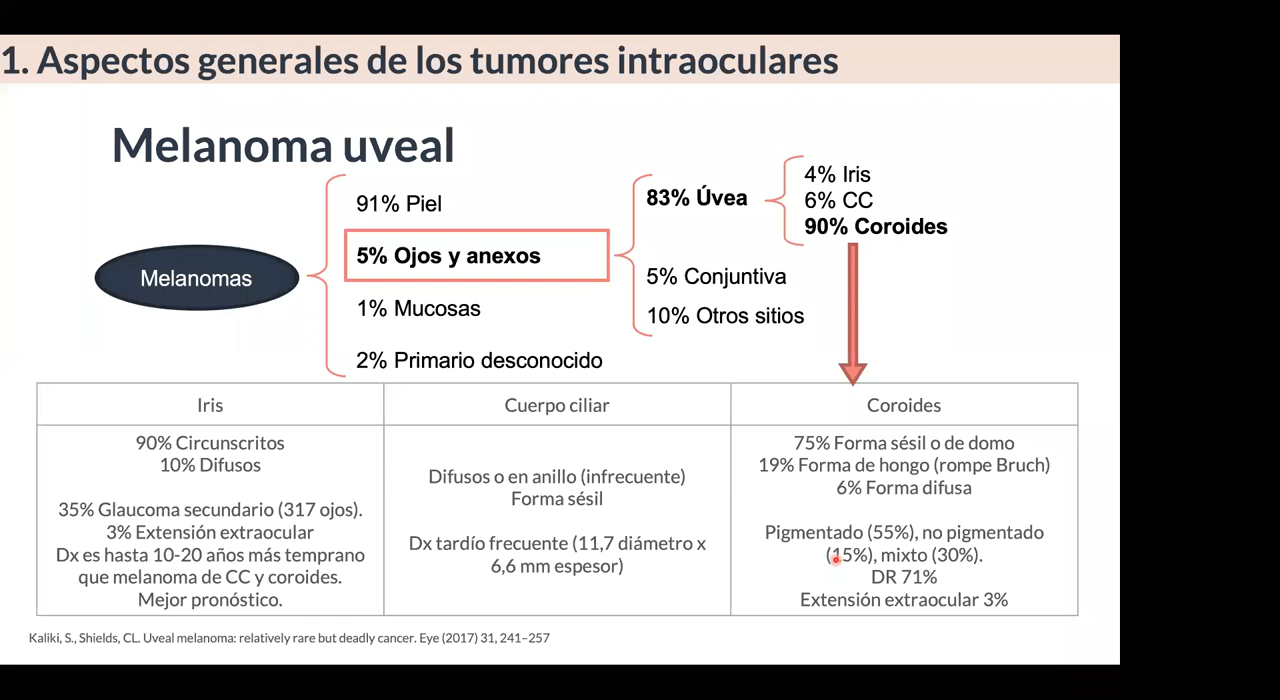 1. Aspectos generales de los tumores intraoculares
Melanoma uveal
Melanomas
91% Piel
5% Ojos y anexos
1% Mucosas
2% Primario desconocido
83% Úvea
5% Conjuntiva
10% Otros sitios
4% Iris
6% CC
90% Coroides
Iris
90% Circunscritos
10% Difusos
35% Glaucoma secundario (317 ojos).
3% Extensión extraocular
Dx es hasta 10-20 años más temprano
que melanoma de CC y coroides.
Mejor pronóstico.
Cuerpo ciliar
Difusos o en anillo (infrecuente)
Forma sésil
Dx tardío frecuente (11,7 diámetro x
6,6 mm espesor)
Coroides
75% Forma sésil o de domo
19% Forma de hongo (rompe Bruch)
6% Forma difusa
Pigmentado (55%), no pigmentado
(15%), mixto (30%).
DR 71%
Extensión extraocular 3%
Kaliki, S., Shields, CL. Uveal melanoma: relatively rare but deadly cancer. Eye (2017) 31, 241–257